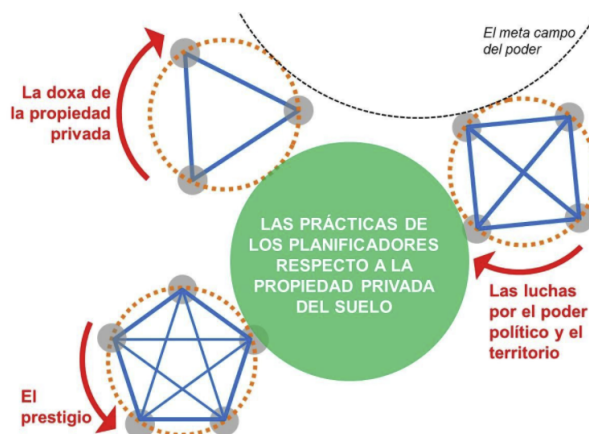 El meta campo
del poder
La doxa de
la propiedad
privada
LAS PRÁCTICAS DE
LOS PLANIFICADORES
RESPECTO A LA
PROPIEDAD PRIVADA
DEL SUELO
Las luchas
por el poder
político y el
territorio
El
prestigio